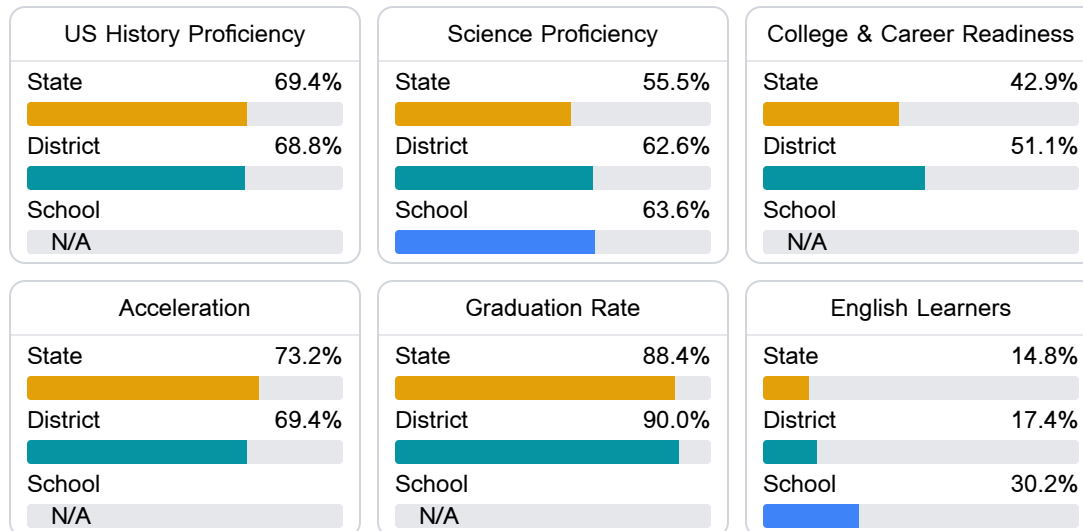 US History Proficiency
State 69.4%
District 68.8%
School
N/A
Science Proficiency
State 55.5%
District 62.6%
School 63.6%
College & Career Readiness
State 42.9%
District 51.1%
School
N/A
Acceleration
State 73.2%
District 69.4%
School
N/A
Graduation Rate
State 88.4%
District 90.0%
School
N/A
English Learners
State 14.8%
District 17.4%
School 30.2%